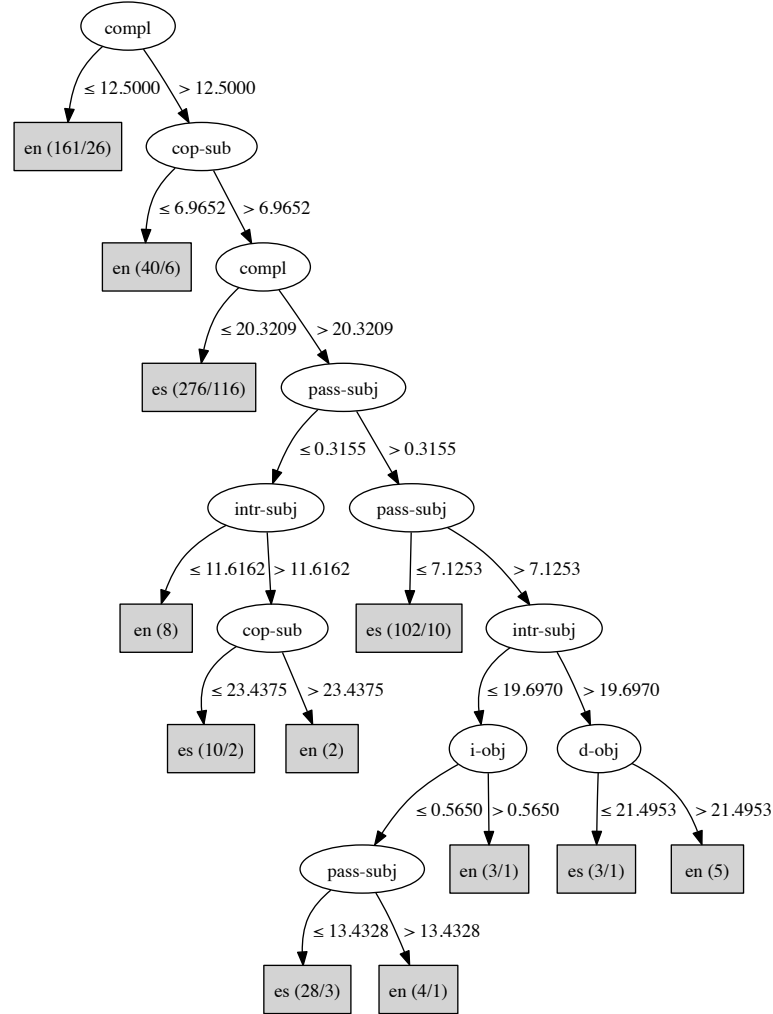 compl
≤ 12.5000 > 12.5000
en (161/26) cop-sub
≤ 6.9652 > 6.9652
en (40/6) compl
≤ 20.3209 > 20.3209
es (276/116) pass-subj
≤ 0.3155 > 0.3155
intr-subj pass-subj
≤ 11.6162 > 11.6162 ≤ 7.1253 > 7.1253
en (8) cop-sub es (102/10) intr-subj
≤ 23.4375 > 23.4375 ≤ 19.6970 > 19.6970
es (10/2) en (2) i-obj d-obj
≤ 0.5650 > 0.5650 ≤ 21.4953 > 21.4953
pass-subj en (3/1) es (3/1) en (5)
≤ 13.4328 > 13.4328
es (28/3) en (4/1)